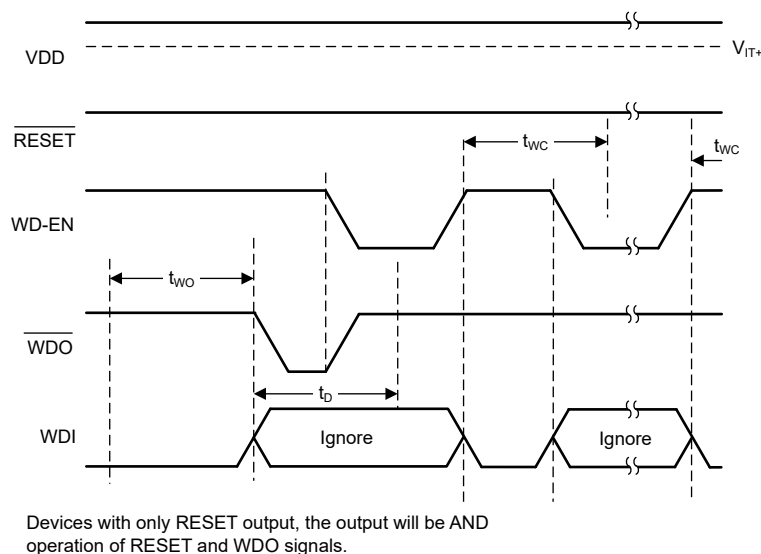 VDD
V_IT+
RESET
t_WC
t_WC
WD-EN
t_WO
WDO
t_D
WDI
Ignore
Ignore
Devices with only RESET output, the output will be AND
operation of RESET and WDO signals.